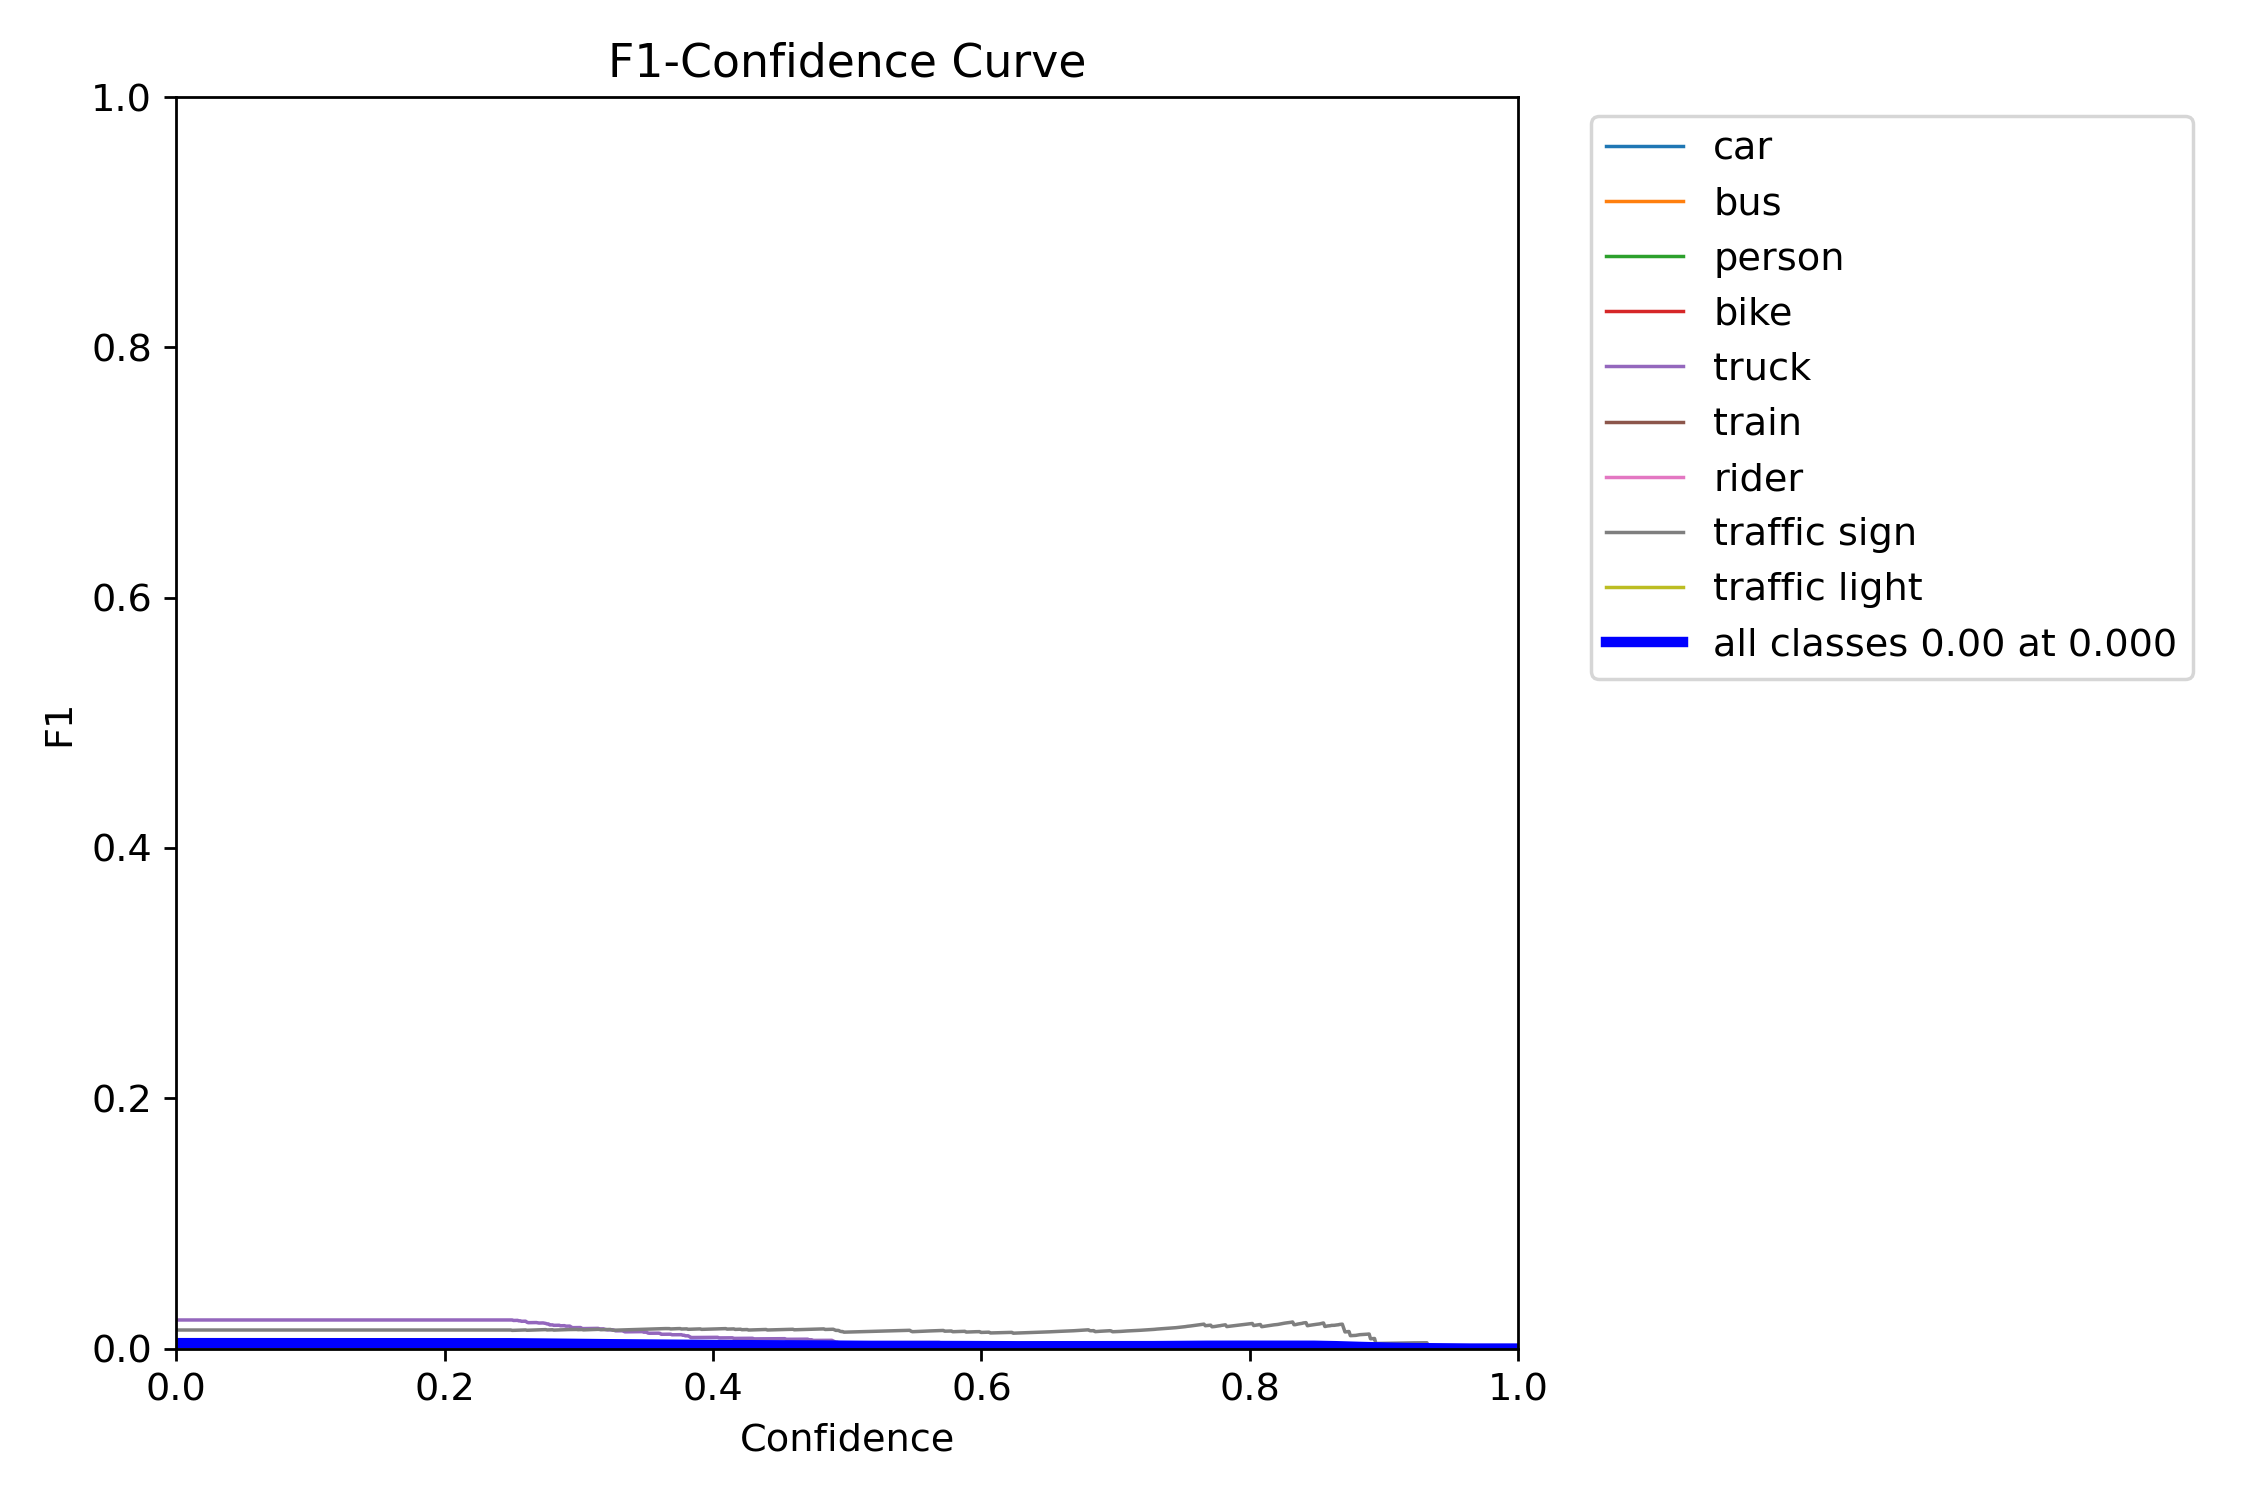 F1-Confidence Curve
1.0
0.8
0.6
0.4
0.2
0.0
F1
0.0 0.2 0.4 0.6 0.8 1.0
Confidence
car
bus
person
bike
truck
train
rider
traffic sign
traffic light
all classes 0.00 at 0.000